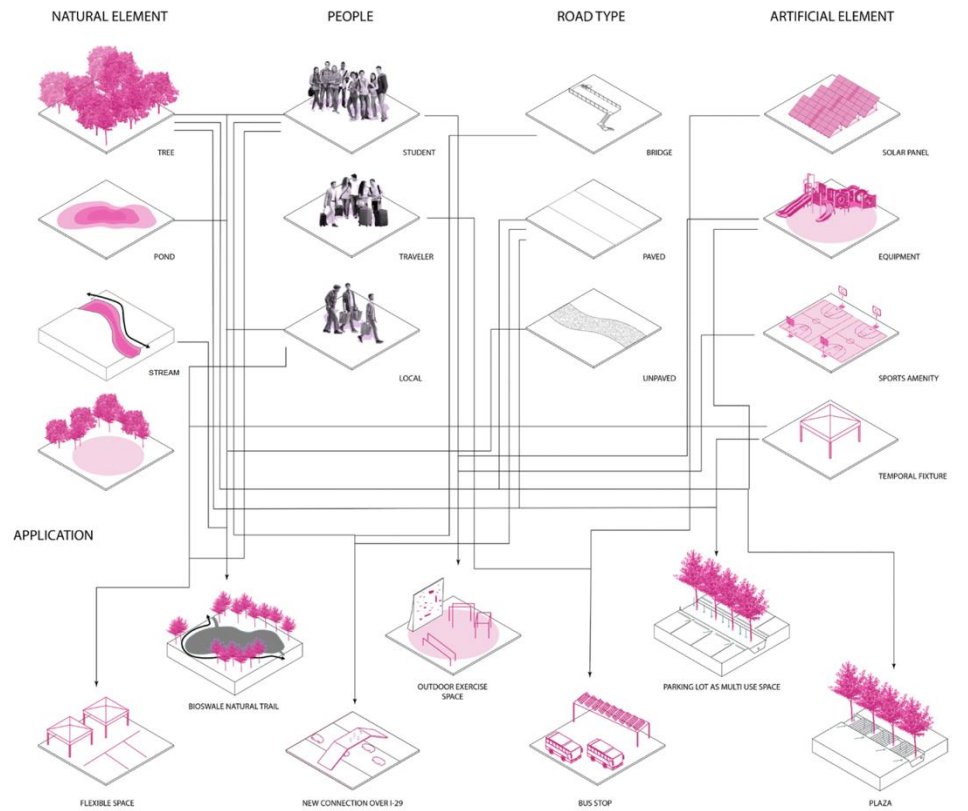 NATURAL ELEMENT
PEOPLE
ROAD TYPE
ARTIFICIAL ELEMENT
TREE
STUDENT
BRIDGE
SOLAR PANEL
POND
TRAVELER
PAVED
EQUIPMENT
STREAM
LOCAL
UNPAVED
SPORTS AMENITY
TEMPORAL FIXTURE
APPLICATION
BIOSWALE NATURAL TRAIL
OUTDOOR EXERCISE
SPACE
PARKING LOT AS MULTI USE SPACE
FLEXIBLE SPACE
NEW CONNECTION OVER I-29
BUS STOP
PLAZA